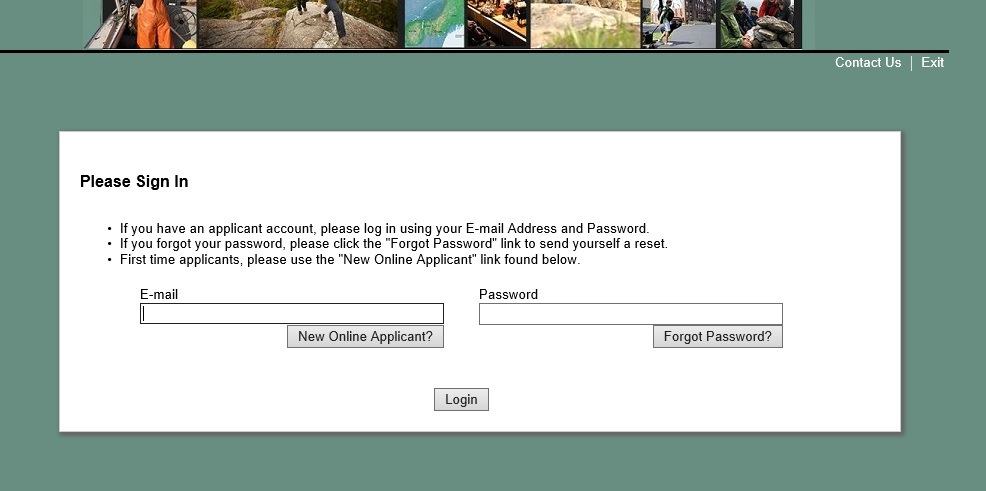 Contact Us | Exit
Please Sign In
• If you have an applicant account, please log in using your E-mail Address and Password.
• If you forgot your password, please click the "Forgot Password" link to send yourself a reset.
• First time applicants, please use the "New Online Applicant" link found below.
E-mail Password
New Online Applicant? Forgot Password?
Login